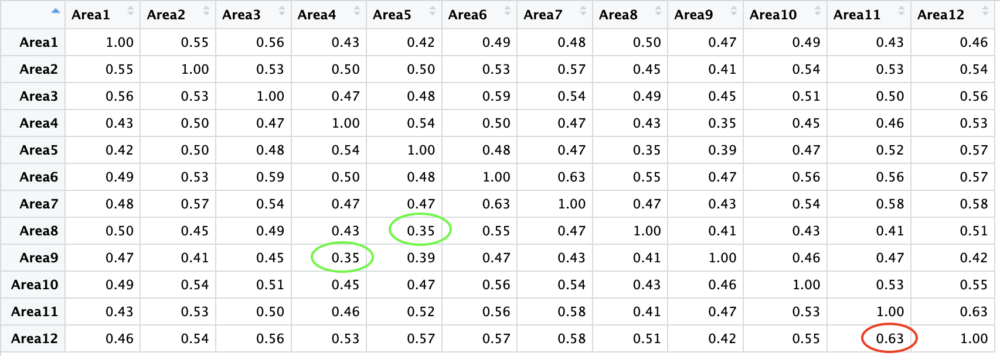 Area1 Area2 Area3 Area4 Area5 Area6 Area7 Area8 Area9 Area10 Area11 Area12
Area1 1.00 0.55 0.56 0.43 0.42 0.49 0.48 0.50 0.47 0.49 0.43 0.46
Area2 0.55 1.00 0.53 0.50 0.50 0.53 0.57 0.45 0.41 0.54 0.53 0.54
Area3 0.56 0.53 1.00 0.47 0.48 0.59 0.54 0.49 0.45 0.51 0.50 0.56
Area4 0.43 0.50 0.47 1.00 0.54 0.50 0.47 0.43 0.35 0.45 0.46 0.53
Area5 0.42 0.50 0.48 0.54 1.00 0.48 0.47 0.35 0.39 0.47 0.52 0.57
Area6 0.49 0.53 0.59 0.50 0.48 1.00 0.63 0.55 0.47 0.56 0.56 0.57
Area7 0.48 0.57 0.54 0.47 0.47 0.63 1.00 0.47 0.43 0.54 0.58 0.58
Area8 0.50 0.45 0.49 0.43 0.35 0.55 0.47 1.00 0.41 0.43 0.41 0.51
Area9 0.47 0.41 0.45 0.35 0.39 0.47 0.43 0.41 1.00 0.46 0.47 0.42
Area10 0.49 0.54 0.51 0.45 0.47 0.56 0.54 0.43 0.46 1.00 0.53 0.55
Area11 0.43 0.53 0.50 0.46 0.52 0.56 0.58 0.41 0.47 0.53 1.00 0.63
Area12 0.46 0.54 0.56 0.53 0.57 0.57 0.58 0.51 0.42 0.55 0.63 1.00